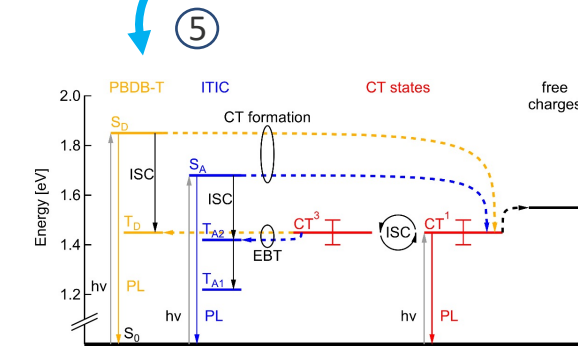 5
PBDB-T
ITIC
CT states
free
charges
2.0
1.8
1.6
1.4
1.2
Energy [eV]
S_D
CT formation
S_A
ISC
ISC
T_D
T_A2
CT³
ISC
CT¹
EBT
T_A1
hν
PL
hν
PL
hν
PL
S₀